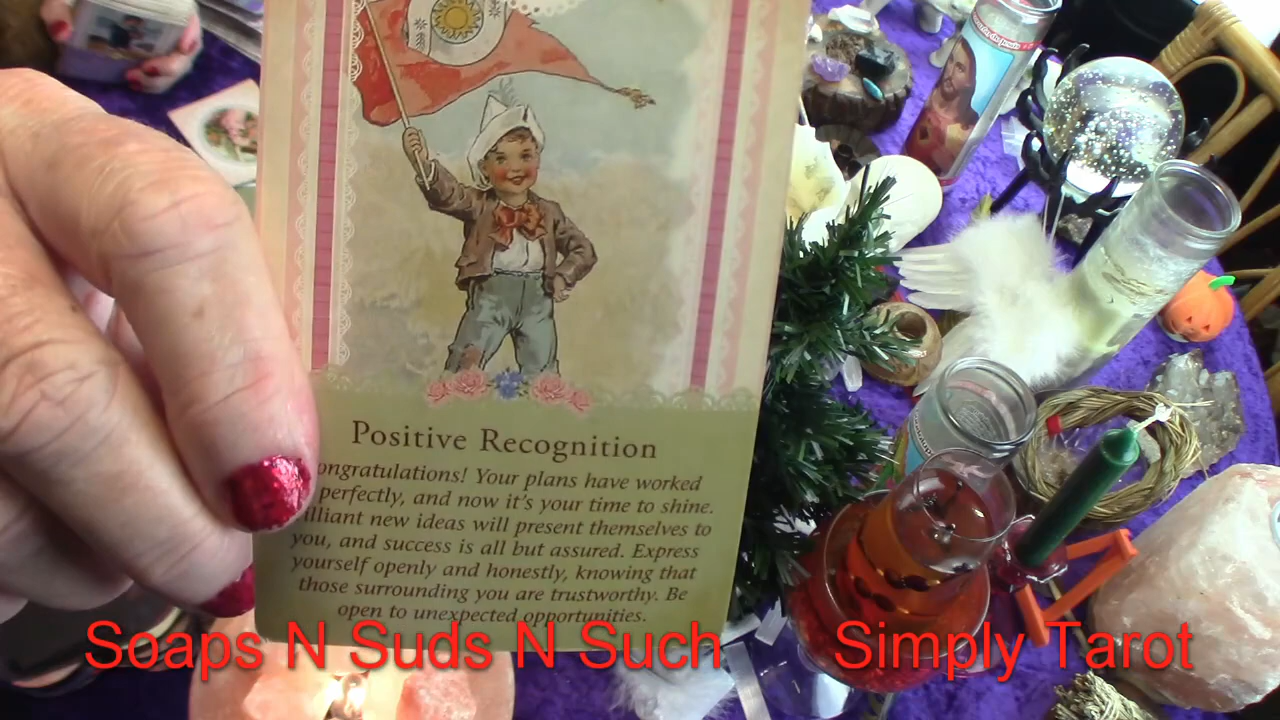 Positive Recognition
ongratulations! Your plans have worked
perfectly, and now it's your time to shine.
lliant new ideas will present themselves to
you, and success is all but assured. Express
yourself openly and honestly, knowing that
those surrounding you are trustworthy. Be
open to unexpected opportunities.
Soaps N Suds N Such Simply Tarot